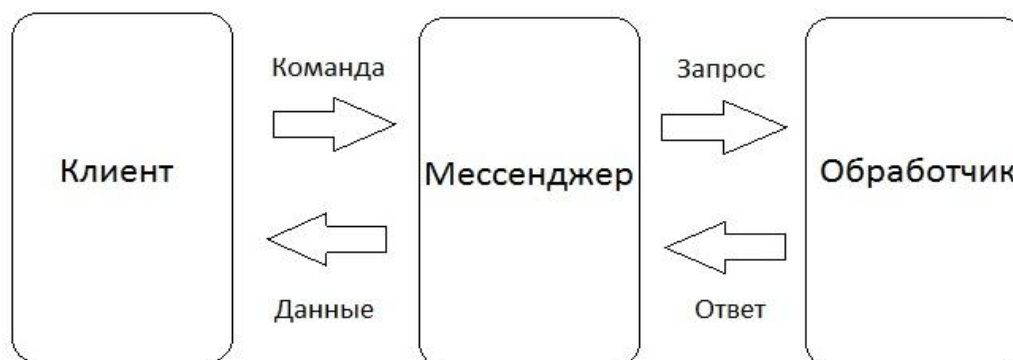 Команда
Запрос
Клиент
Мессенджер
Обработчик
Данные
Ответ